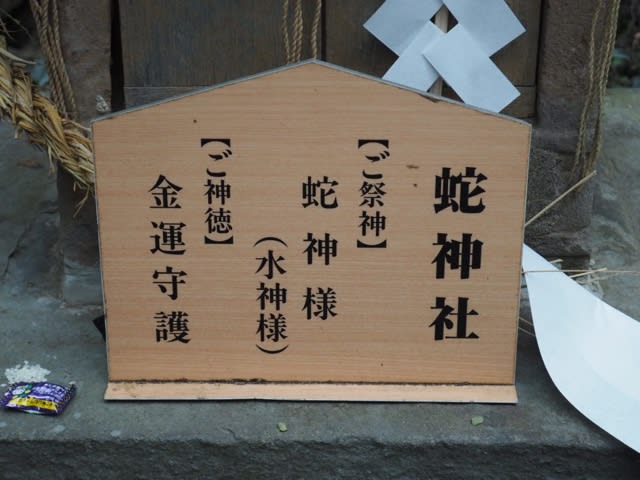 蛇神社
【ご祭神】
蛇神様
（水神様）
【ご神徳】
金運守護